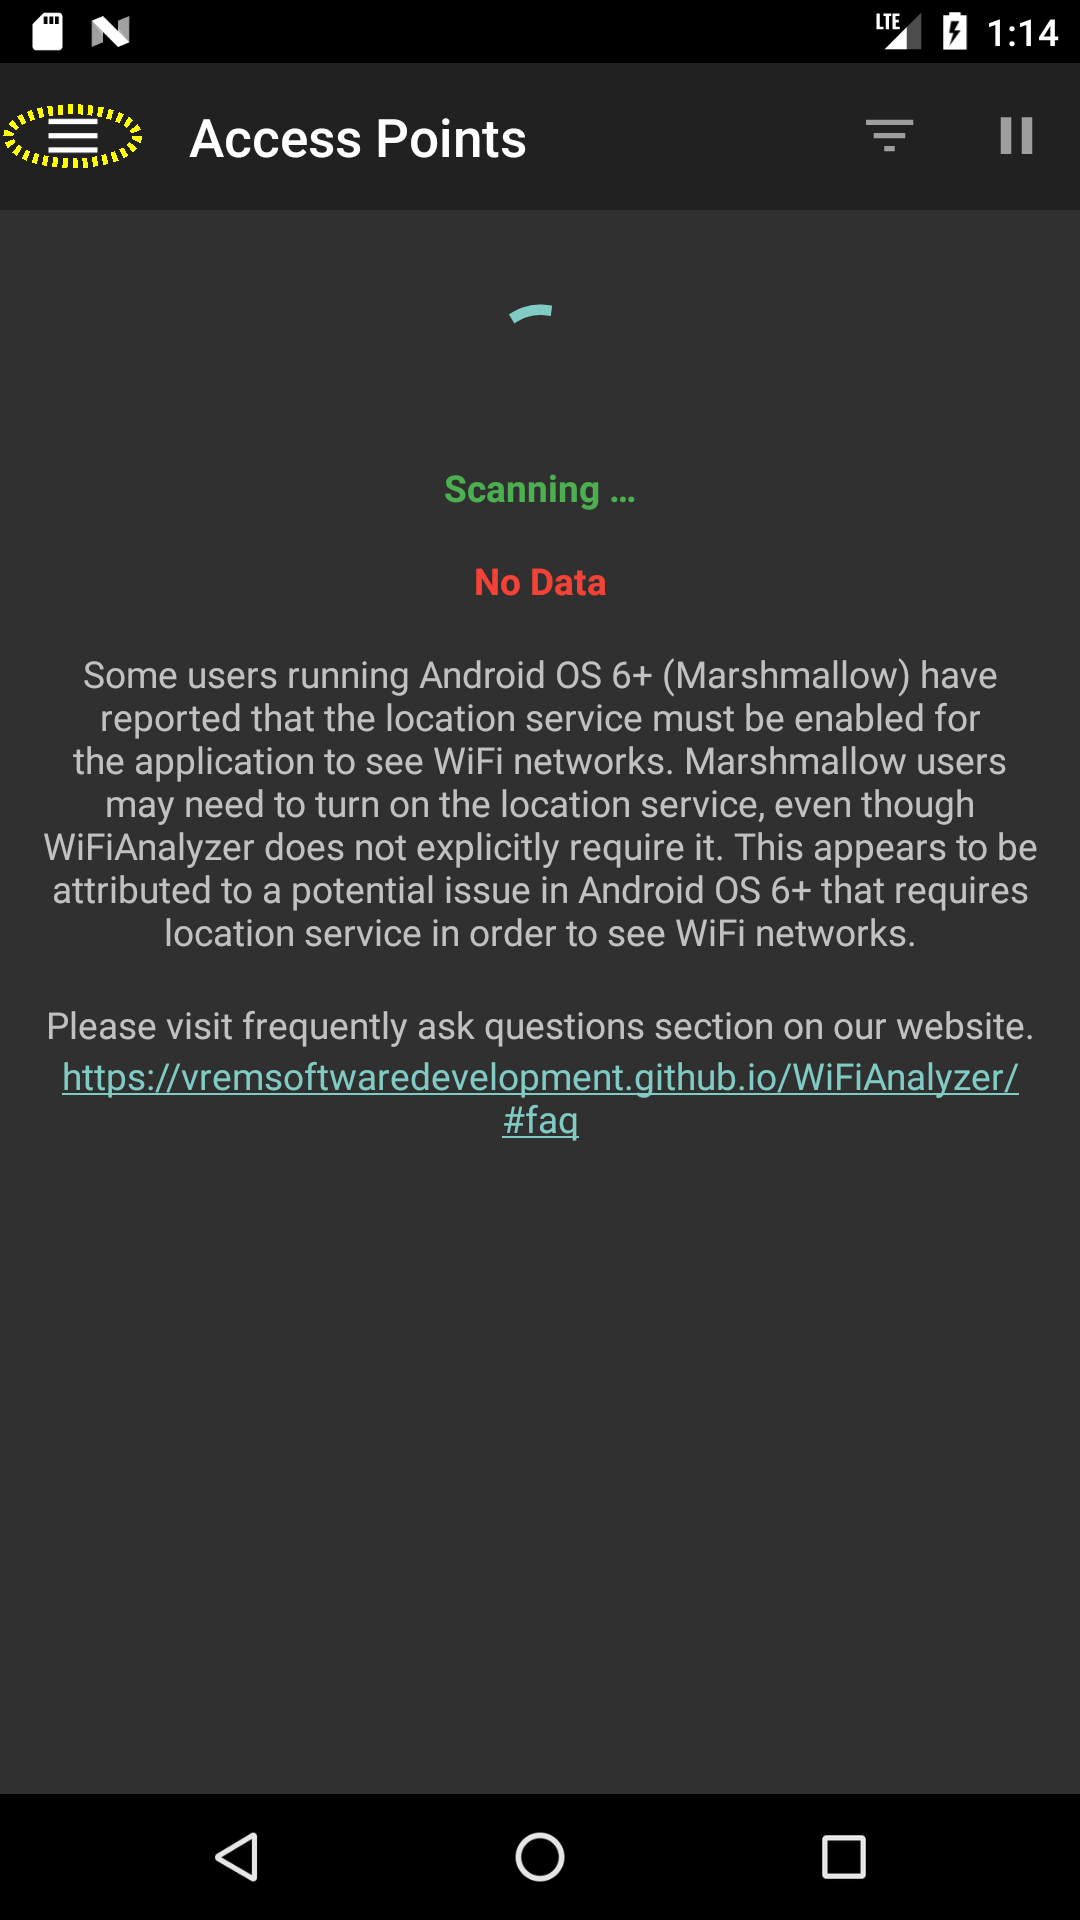 LTE 1:14
Access Points
Scanning ...
No Data
Some users running Android OS 6+ (Marshmallow) have
reported that the location service must be enabled for
the application to see WiFi networks. Marshmallow users
may need to turn on the location service, even though
WiFiAnalyzer does not explicitly require it. This appears to be
attributed to a potential issue in Android OS 6+ that requires
location service in order to see WiFi networks.
Please visit frequently ask questions section on our website.
https://vremsoftwaredevelopment.github.io/WiFiAnalyzer/
#faq